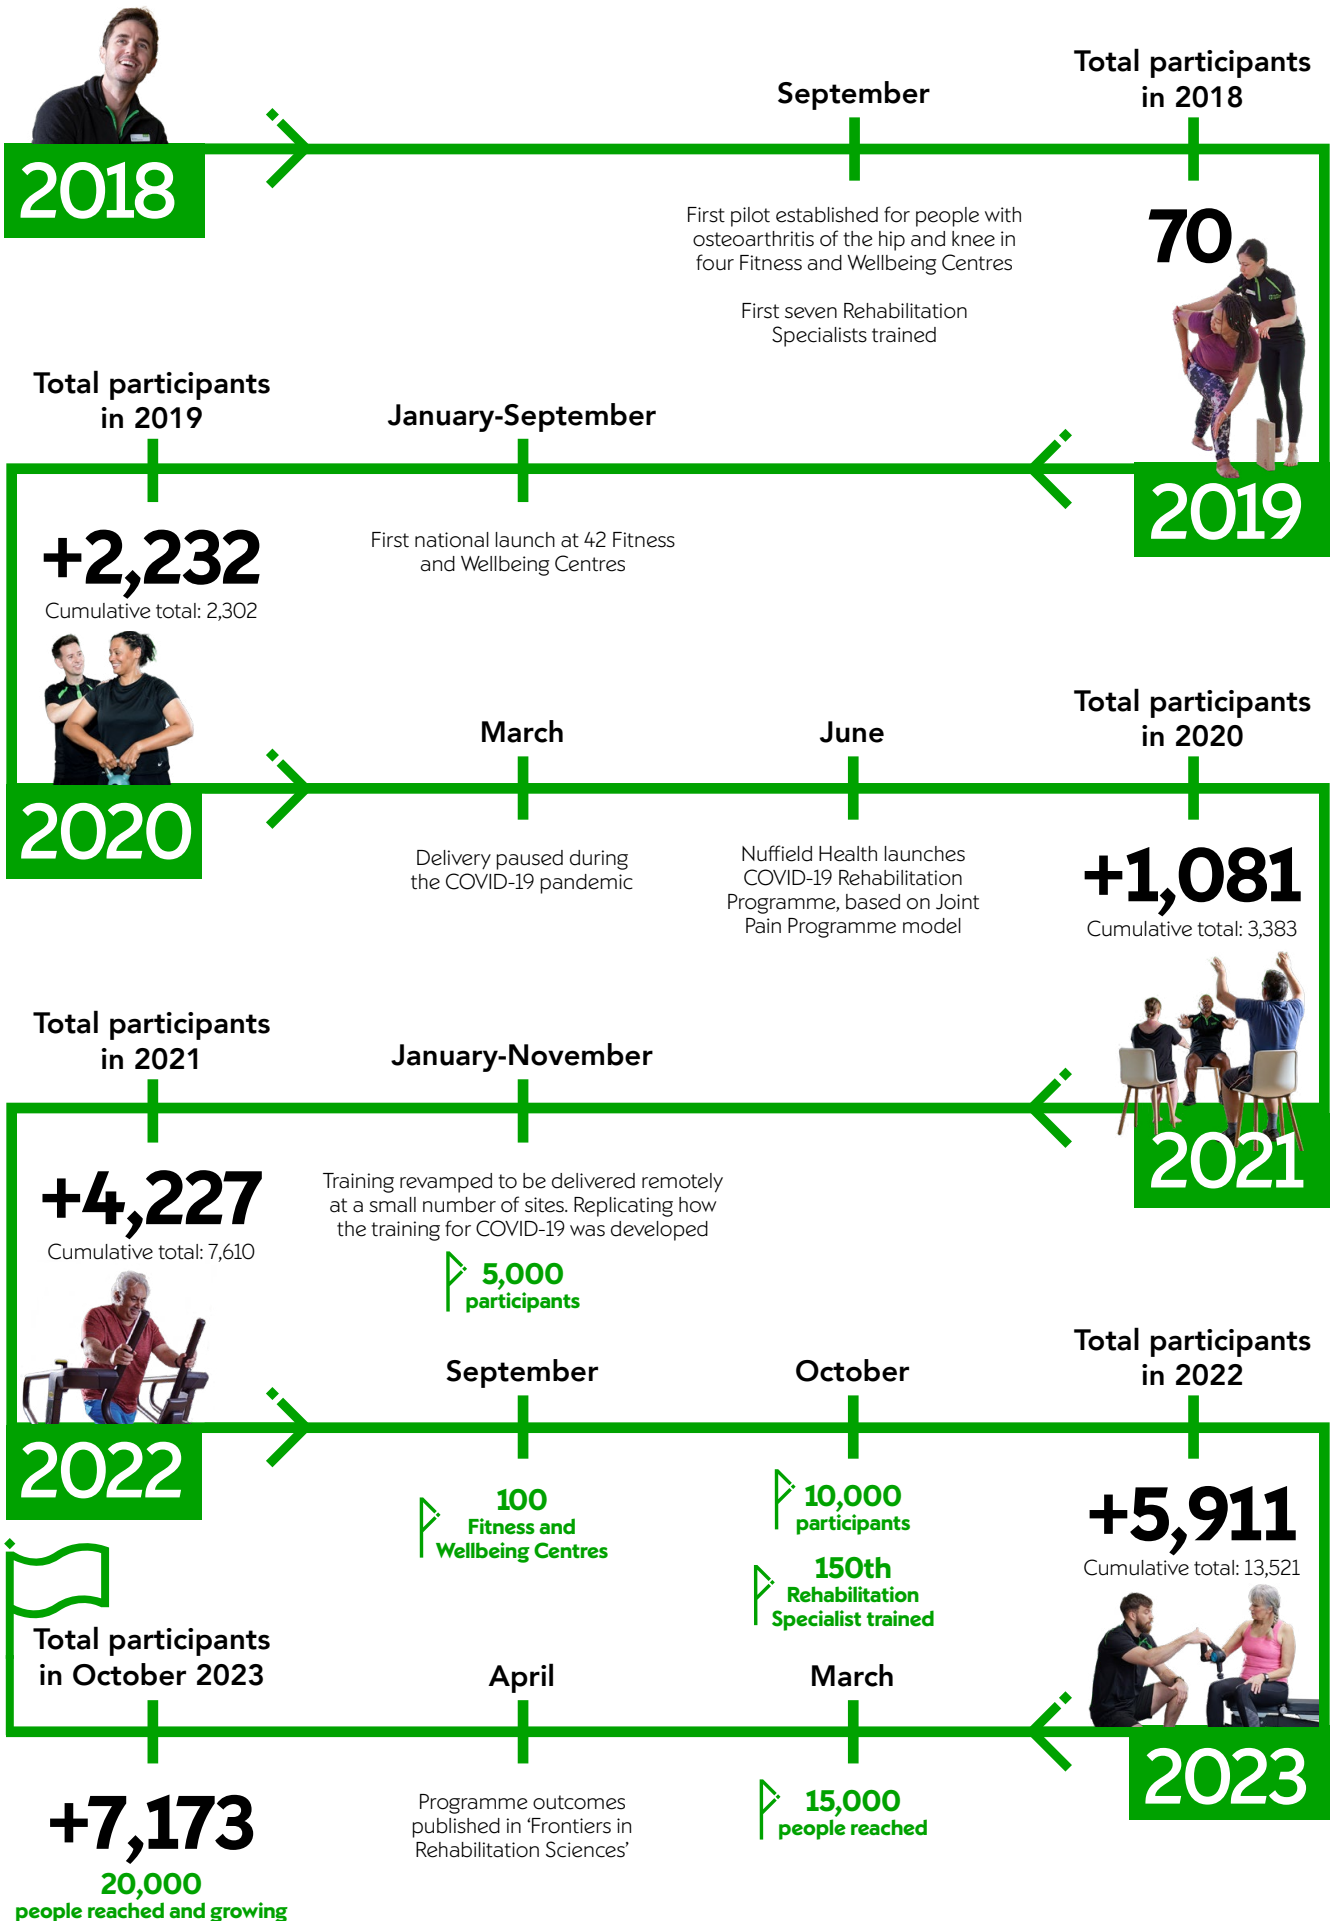 2018
September
First pilot established for people with
osteoarthritis of the hip and knee in
four Fitness and Wellbeing Centres
First seven Rehabilitation
Specialists trained
Total participants
in 2018
70
2019
January-September
First national launch at 42 Fitness
and Wellbeing Centres
Total participants
in 2019
+2,232
Cumulative total: 2,302
2020
March
Delivery paused during
the COVID-19 pandemic
June
Nuffield Health launches
COVID-19 Rehabilitation
Programme, based on Joint
Pain Programme model
Total participants
in 2020
+1,081
Cumulative total: 3,383
2021
January-November
Training revamped to be delivered remotely
at a small number of sites. Replicating how
the training for COVID-19 was developed
5,000
participants
Total participants
in 2021
+4,227
Cumulative total: 7,610
2022
September
100
Fitness and
Wellbeing Centres
October
10,000
participants
150th
Rehabilitation
Specialist trained
Total participants
in 2022
+5,911
Cumulative total: 13,521
2023
March
15,000
people reached
April
Programme outcomes
published in ‘Frontiers in
Rehabilitation Sciences’
Total participants
in October 2023
+7,173
20,000
people reached and growing